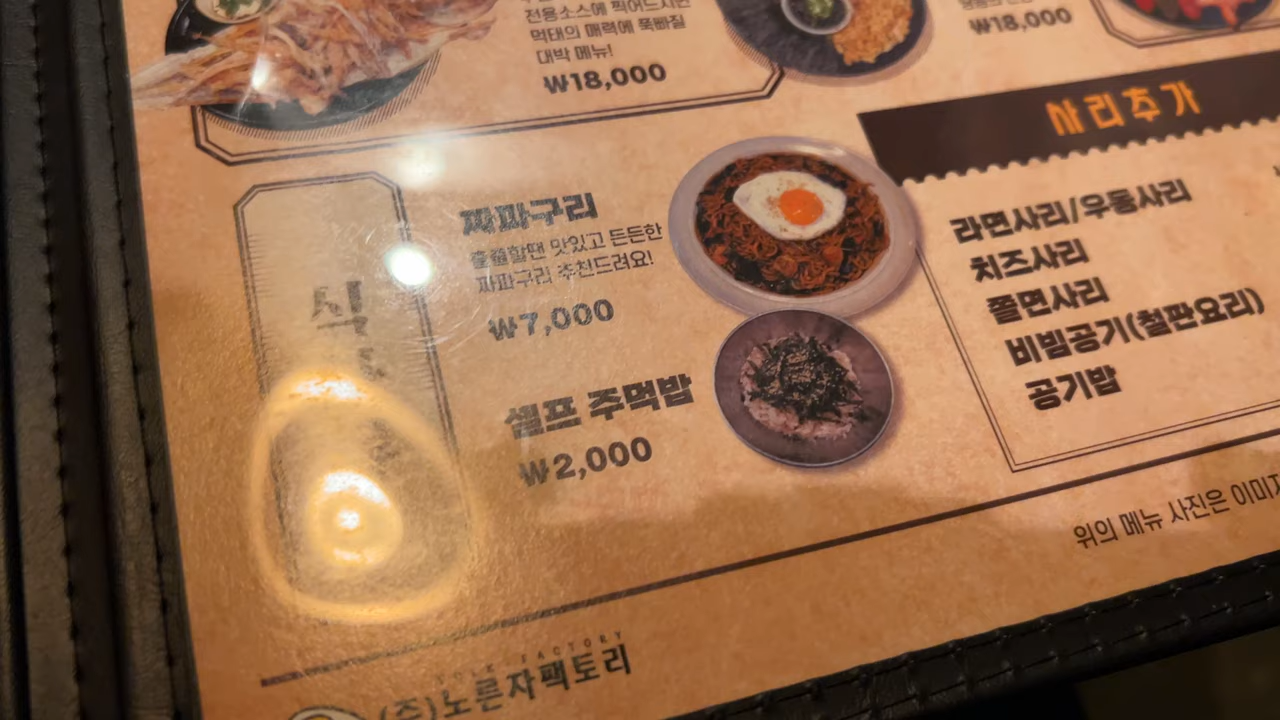 전용소스에 찍어드시면
먹태의 매력에 푹빠질
대박 메뉴!
₩18,000
₩18,000
사리추가
라면사리/우동사리
치즈사리
쫄면사리
비빔공기(철판요리)
공기밥
식
짜파구리
출출할땐 맛있고 든든한
짜파구리 추천드려요!
₩7,000
셀프 주먹밥
₩2,000
위의 메뉴 사진은 이미지
YOLK FACTORY
(주)노른자팩토리